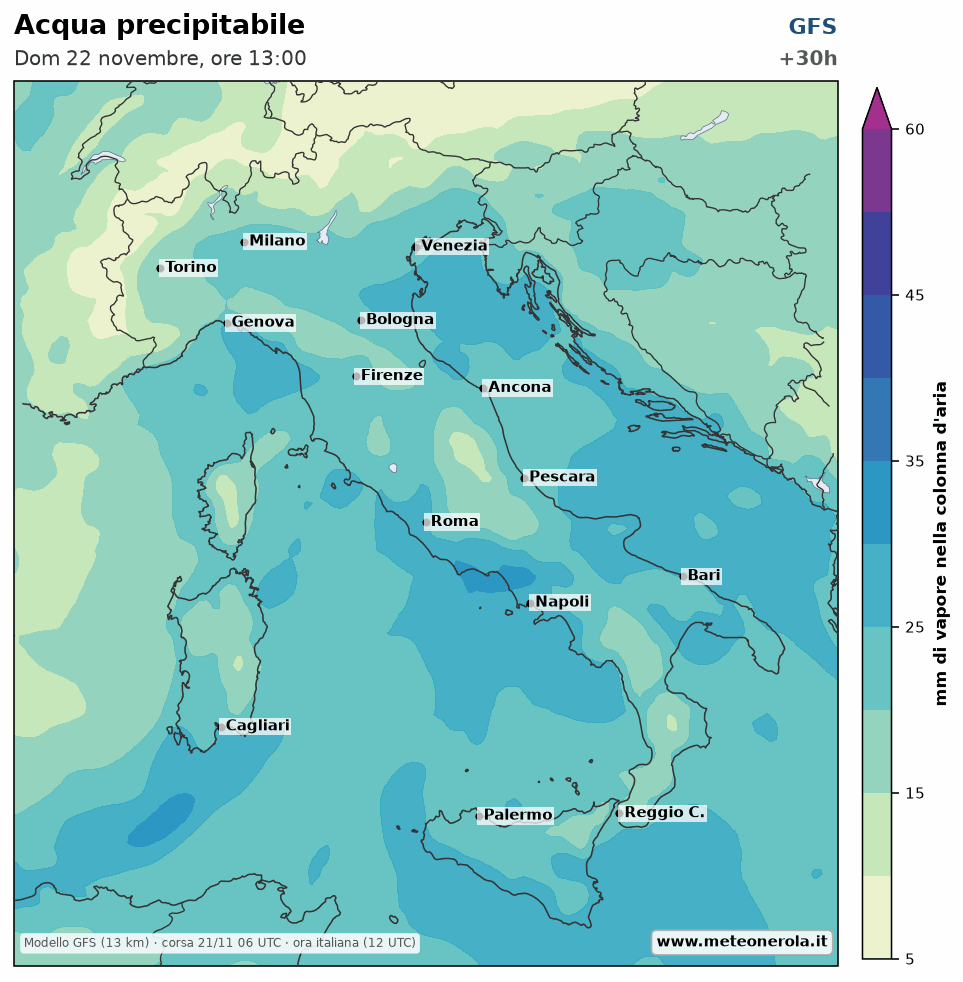 Acqua precipitabile
GFS
Dom 22 novembre, ore 13:00
+30h
60
Milano
Venezia
Torino
45
Genova
Bologna
Firenze
Ancona
35
Pescara
Roma
Bari
Napoli
25
Cagliari
15
Palermo
Reggio C.
5
mm di vapore nella colonna d'aria
Modello GFS (13 km) · corsa 21/11 06 UTC · ora italiana (12 UTC)
www.meteonerola.it